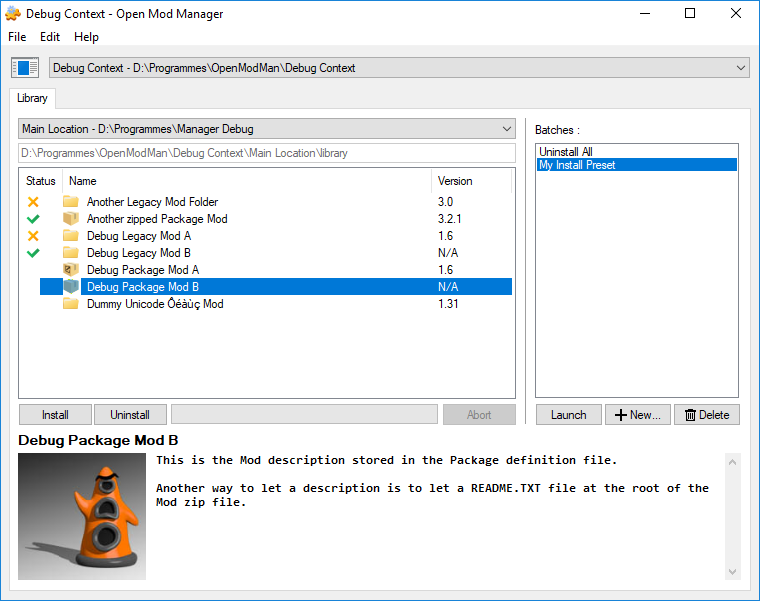 Debug Context - Open Mod Manager
File Edit Help
Debug Context - D:\Programmes\OpenModMan\Debug Context
Library
Main Location - D:\Programmes\Manager Debug
D:\Programmes\OpenModMan\Debug Context\Main Location\library
Status Name Version
Another Legacy Mod Folder 3.0
Another zipped Package Mod 3.2.1
Debug Legacy Mod A 1.6
Debug Legacy Mod B N/A
Debug Package Mod A 1.6
Debug Package Mod B N/A
Dummy Unicode Ôéàùç Mod 1.31
Batches :
Uninstall All
My Install Preset
Install Uninstall Abort
Launch New... Delete
Debug Package Mod B
This is the Mod description stored in the Package definition file.
Another way to let a description is to let a README.TXT file at the root of the
Mod zip file.